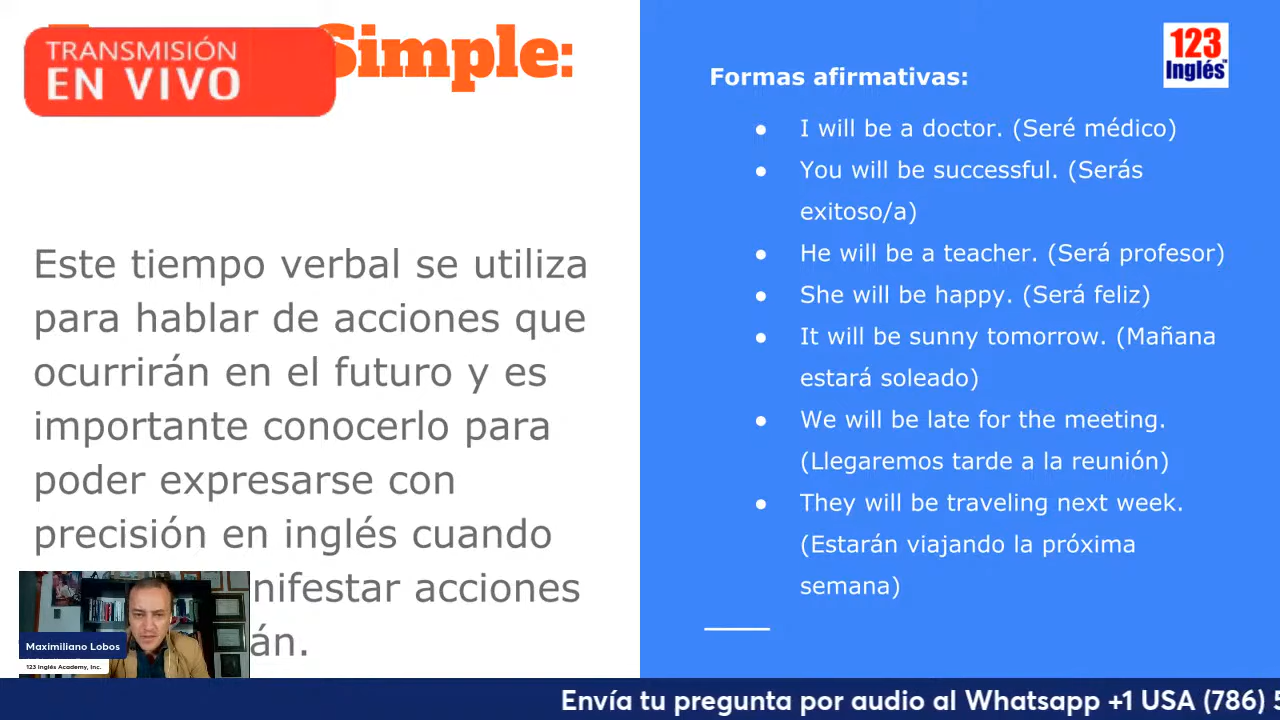 TRANSMISIÓN
EN VIVO
Simple:
Este tiempo verbal se utiliza
para hablar de acciones que
ocurrirán en el futuro y es
importante conocerlo para
poder expresarse con
precisión en inglés cuando
nifestar acciones
án.
123
Inglés™
Formas afirmativas:
● I will be a doctor. (Seré médico)
● You will be successful. (Serás
exitoso/a)
● He will be a teacher. (Será profesor)
● She will be happy. (Será feliz)
● It will be sunny tomorrow. (Mañana
estará soleado)
● We will be late for the meeting.
(Llegaremos tarde a la reunión)
● They will be traveling next week.
(Estarán viajando la próxima
semana)
Maximiliano Lobos
123 Inglés Academy, Inc.
Envía tu pregunta por audio al Whatsapp +1 USA (786) 5